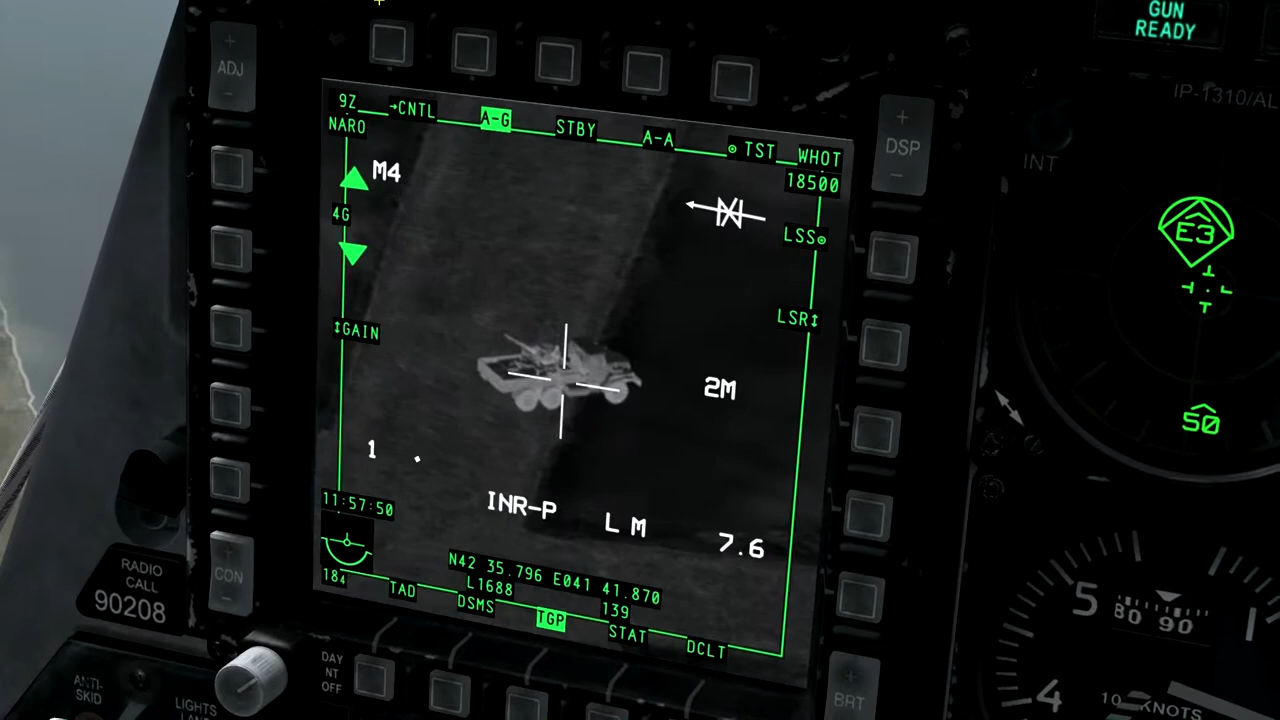 GUN
READY
+
ADJ
-
9Z
→CNTL
A-G
STBY
A-A
TST
WHOT
NARO
M4
18500
4G
N
LSS
LSR↕
↕GAIN
2M
1
11:57:50
INR-P
L M
7.6
N42 35.796 E041 41.870
L1688
139
184
TAD
DSMS
TGP
STAT
DCLT
+
DSP
-
IP-1310/AL
INT
E3
50
RADIO
CALL
90208
+
CON
-
DAY
NT
OFF
ANTI-
SKID
LIGHTS
+
BRT
5
80 90
1
4
10
KNOTS